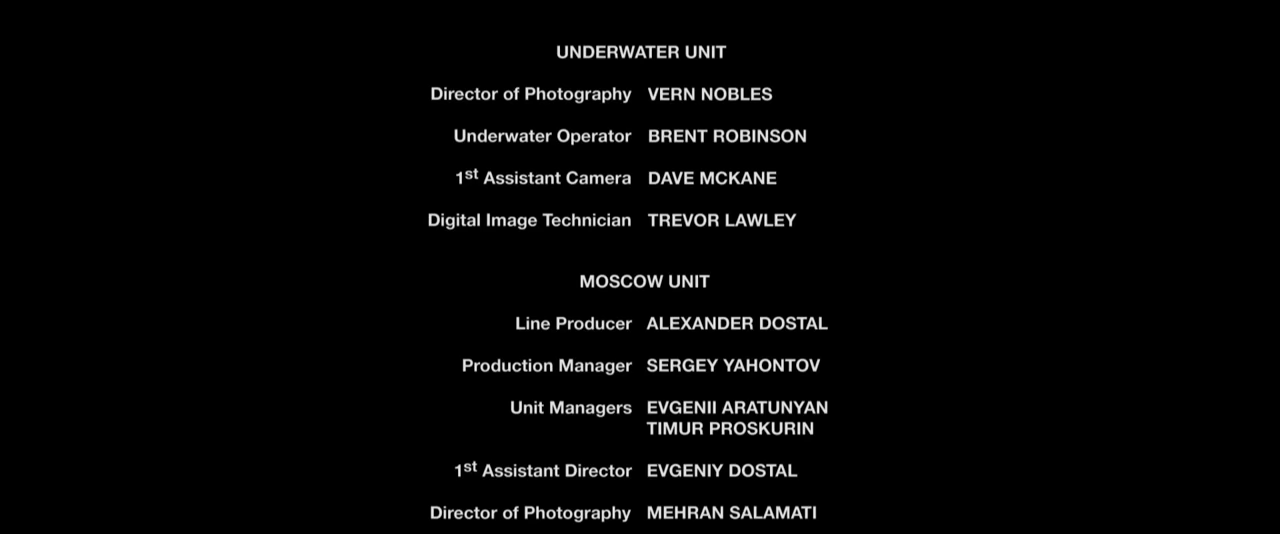 UNDERWATER UNIT
Director of Photography VERN NOBLES
Underwater Operator BRENT ROBINSON
1st Assistant Camera DAVE MCKANE
Digital Image Technician TREVOR LAWLEY
MOSCOW UNIT
Line Producer ALEXANDER DOSTAL
Production Manager SERGEY YAHONTOV
Unit Managers EVGENII ARATUNYAN
TIMUR PROSKURIN
1st Assistant Director EVGENIY DOSTAL
Director of Photography MEHRAN SALAMATI